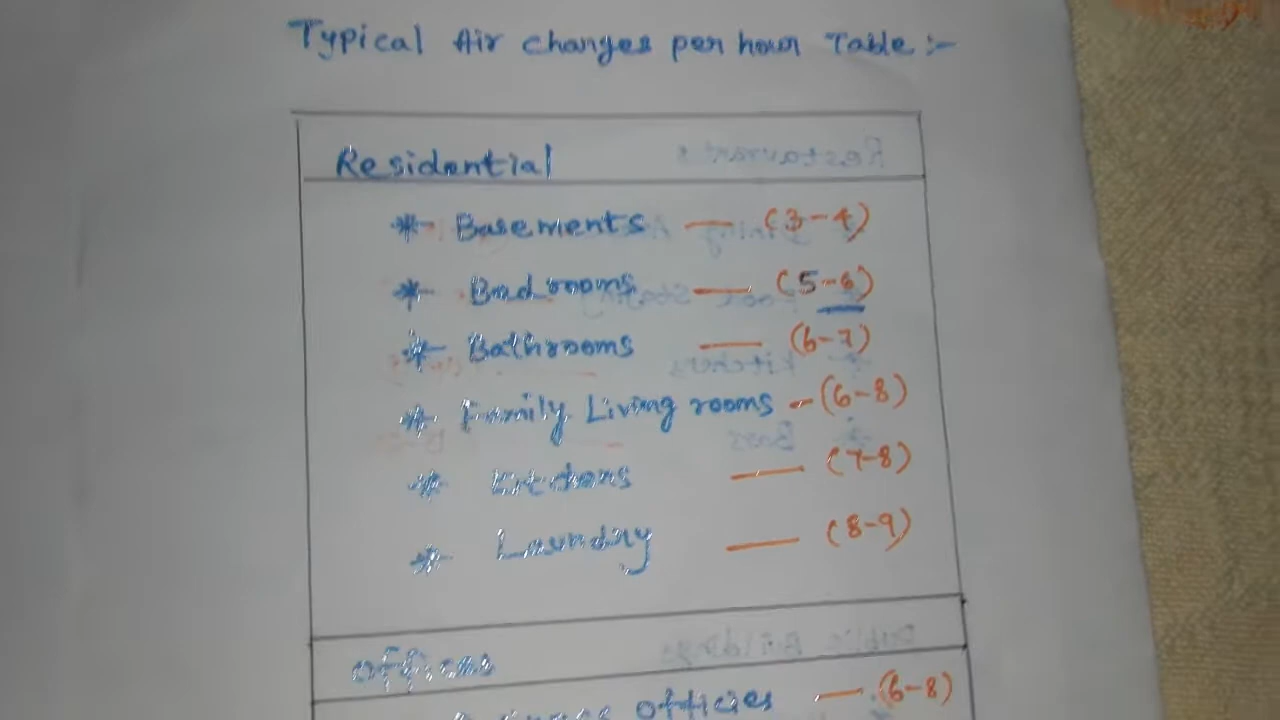 Typical Air changes per hour Table :-
Residential
* Basements — (3-4)
* Bedrooms — (5-6)
* Bathrooms — (6-7)
* Family Living rooms - (6-8)
* Kitchens — (7-8)
* Laundry — (8-9)
Offices
officies — (6-8)